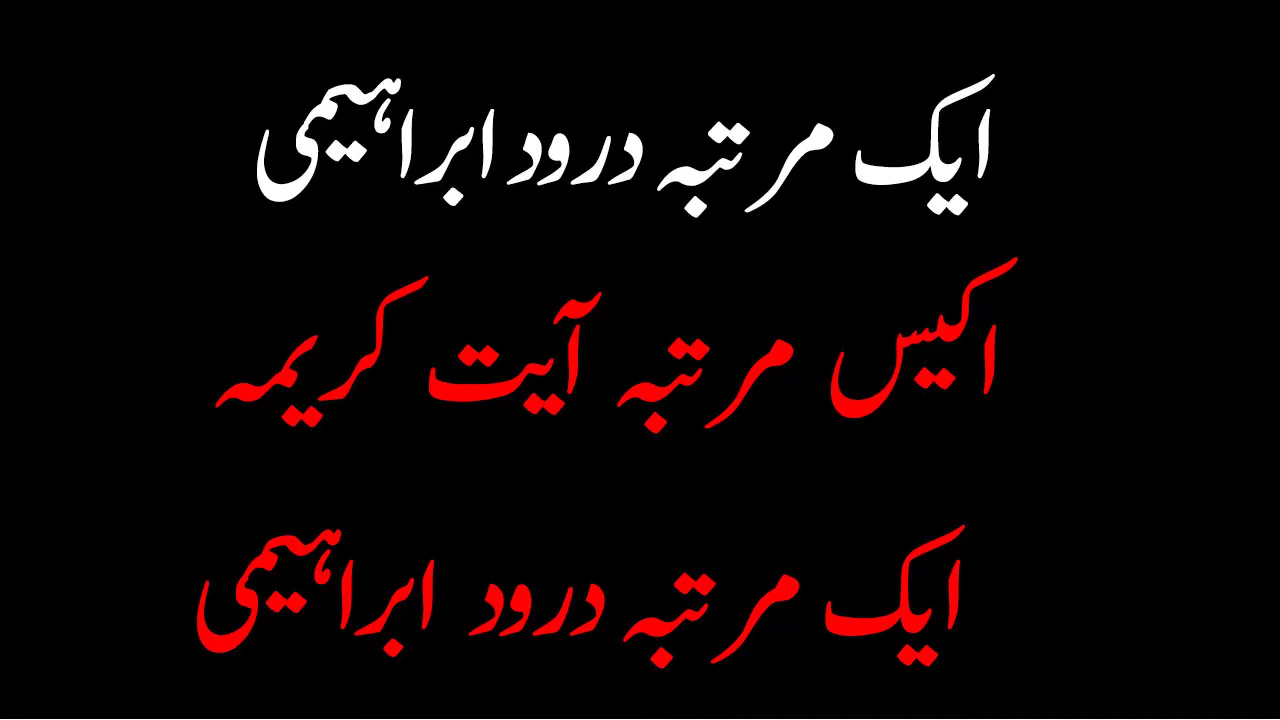 ایک مرتبہ درود ابراہیمی
اکیس مرتبہ آیت کریمہ
ایک مرتبہ درود ابراہیمی